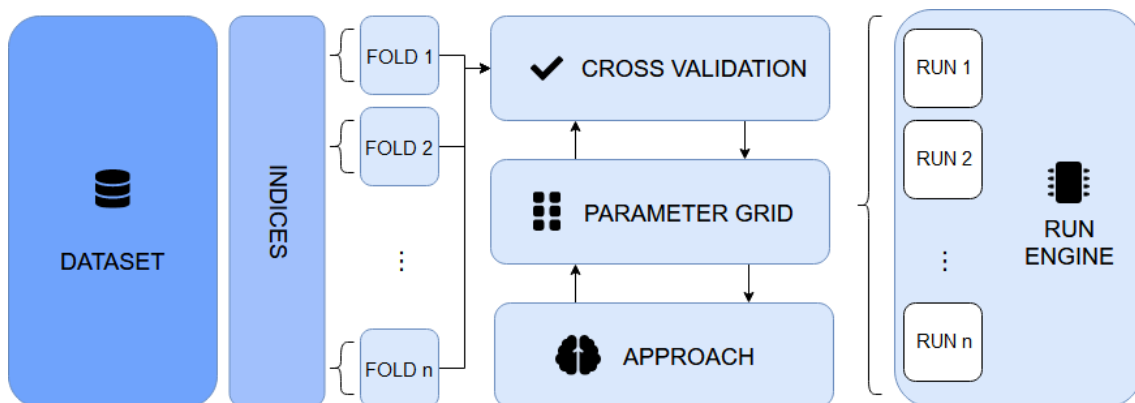 DATASET
INDICES
FOLD 1
FOLD 2
⋮
FOLD n
CROSS VALIDATION
PARAMETER GRID
APPROACH
RUN 1
RUN 2
⋮
RUN n
RUN
ENGINE